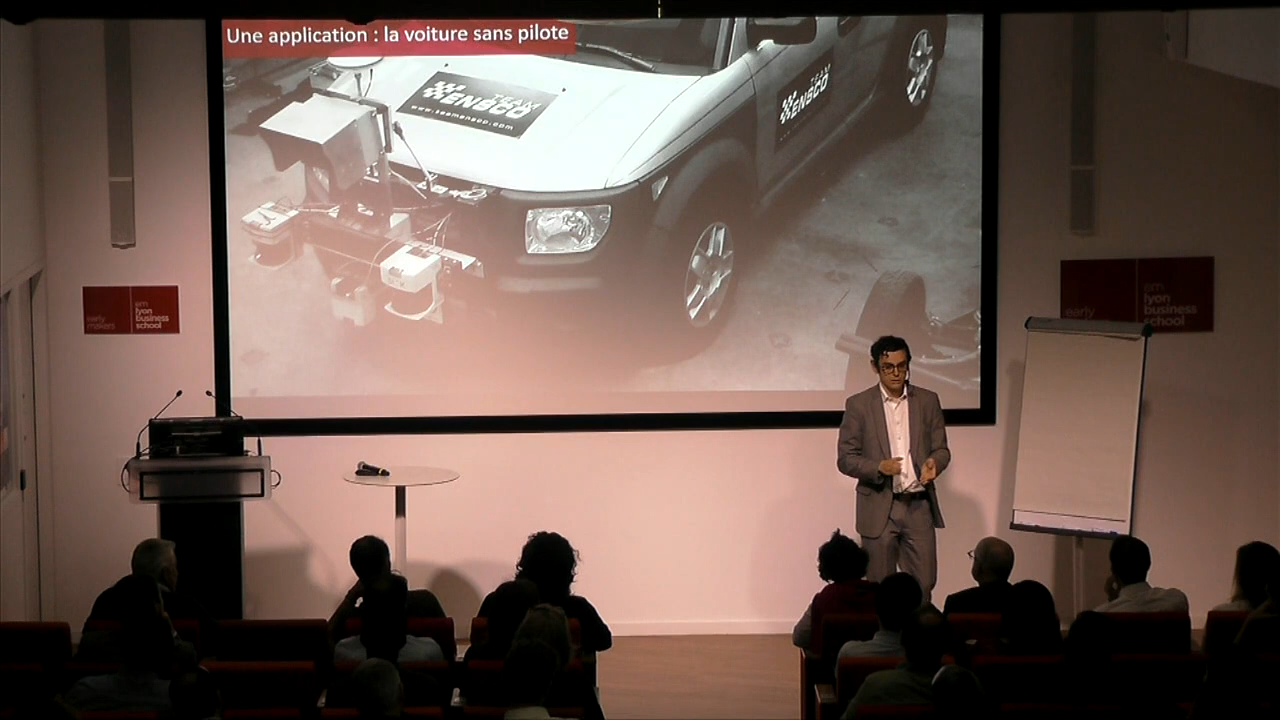 Une application : la voiture sans pilote
TEAM
ENSCO
www.teamensco.com
TEAM
ENSCO
early
makers
em
lyon
business
school
early
em
lyon
business
school